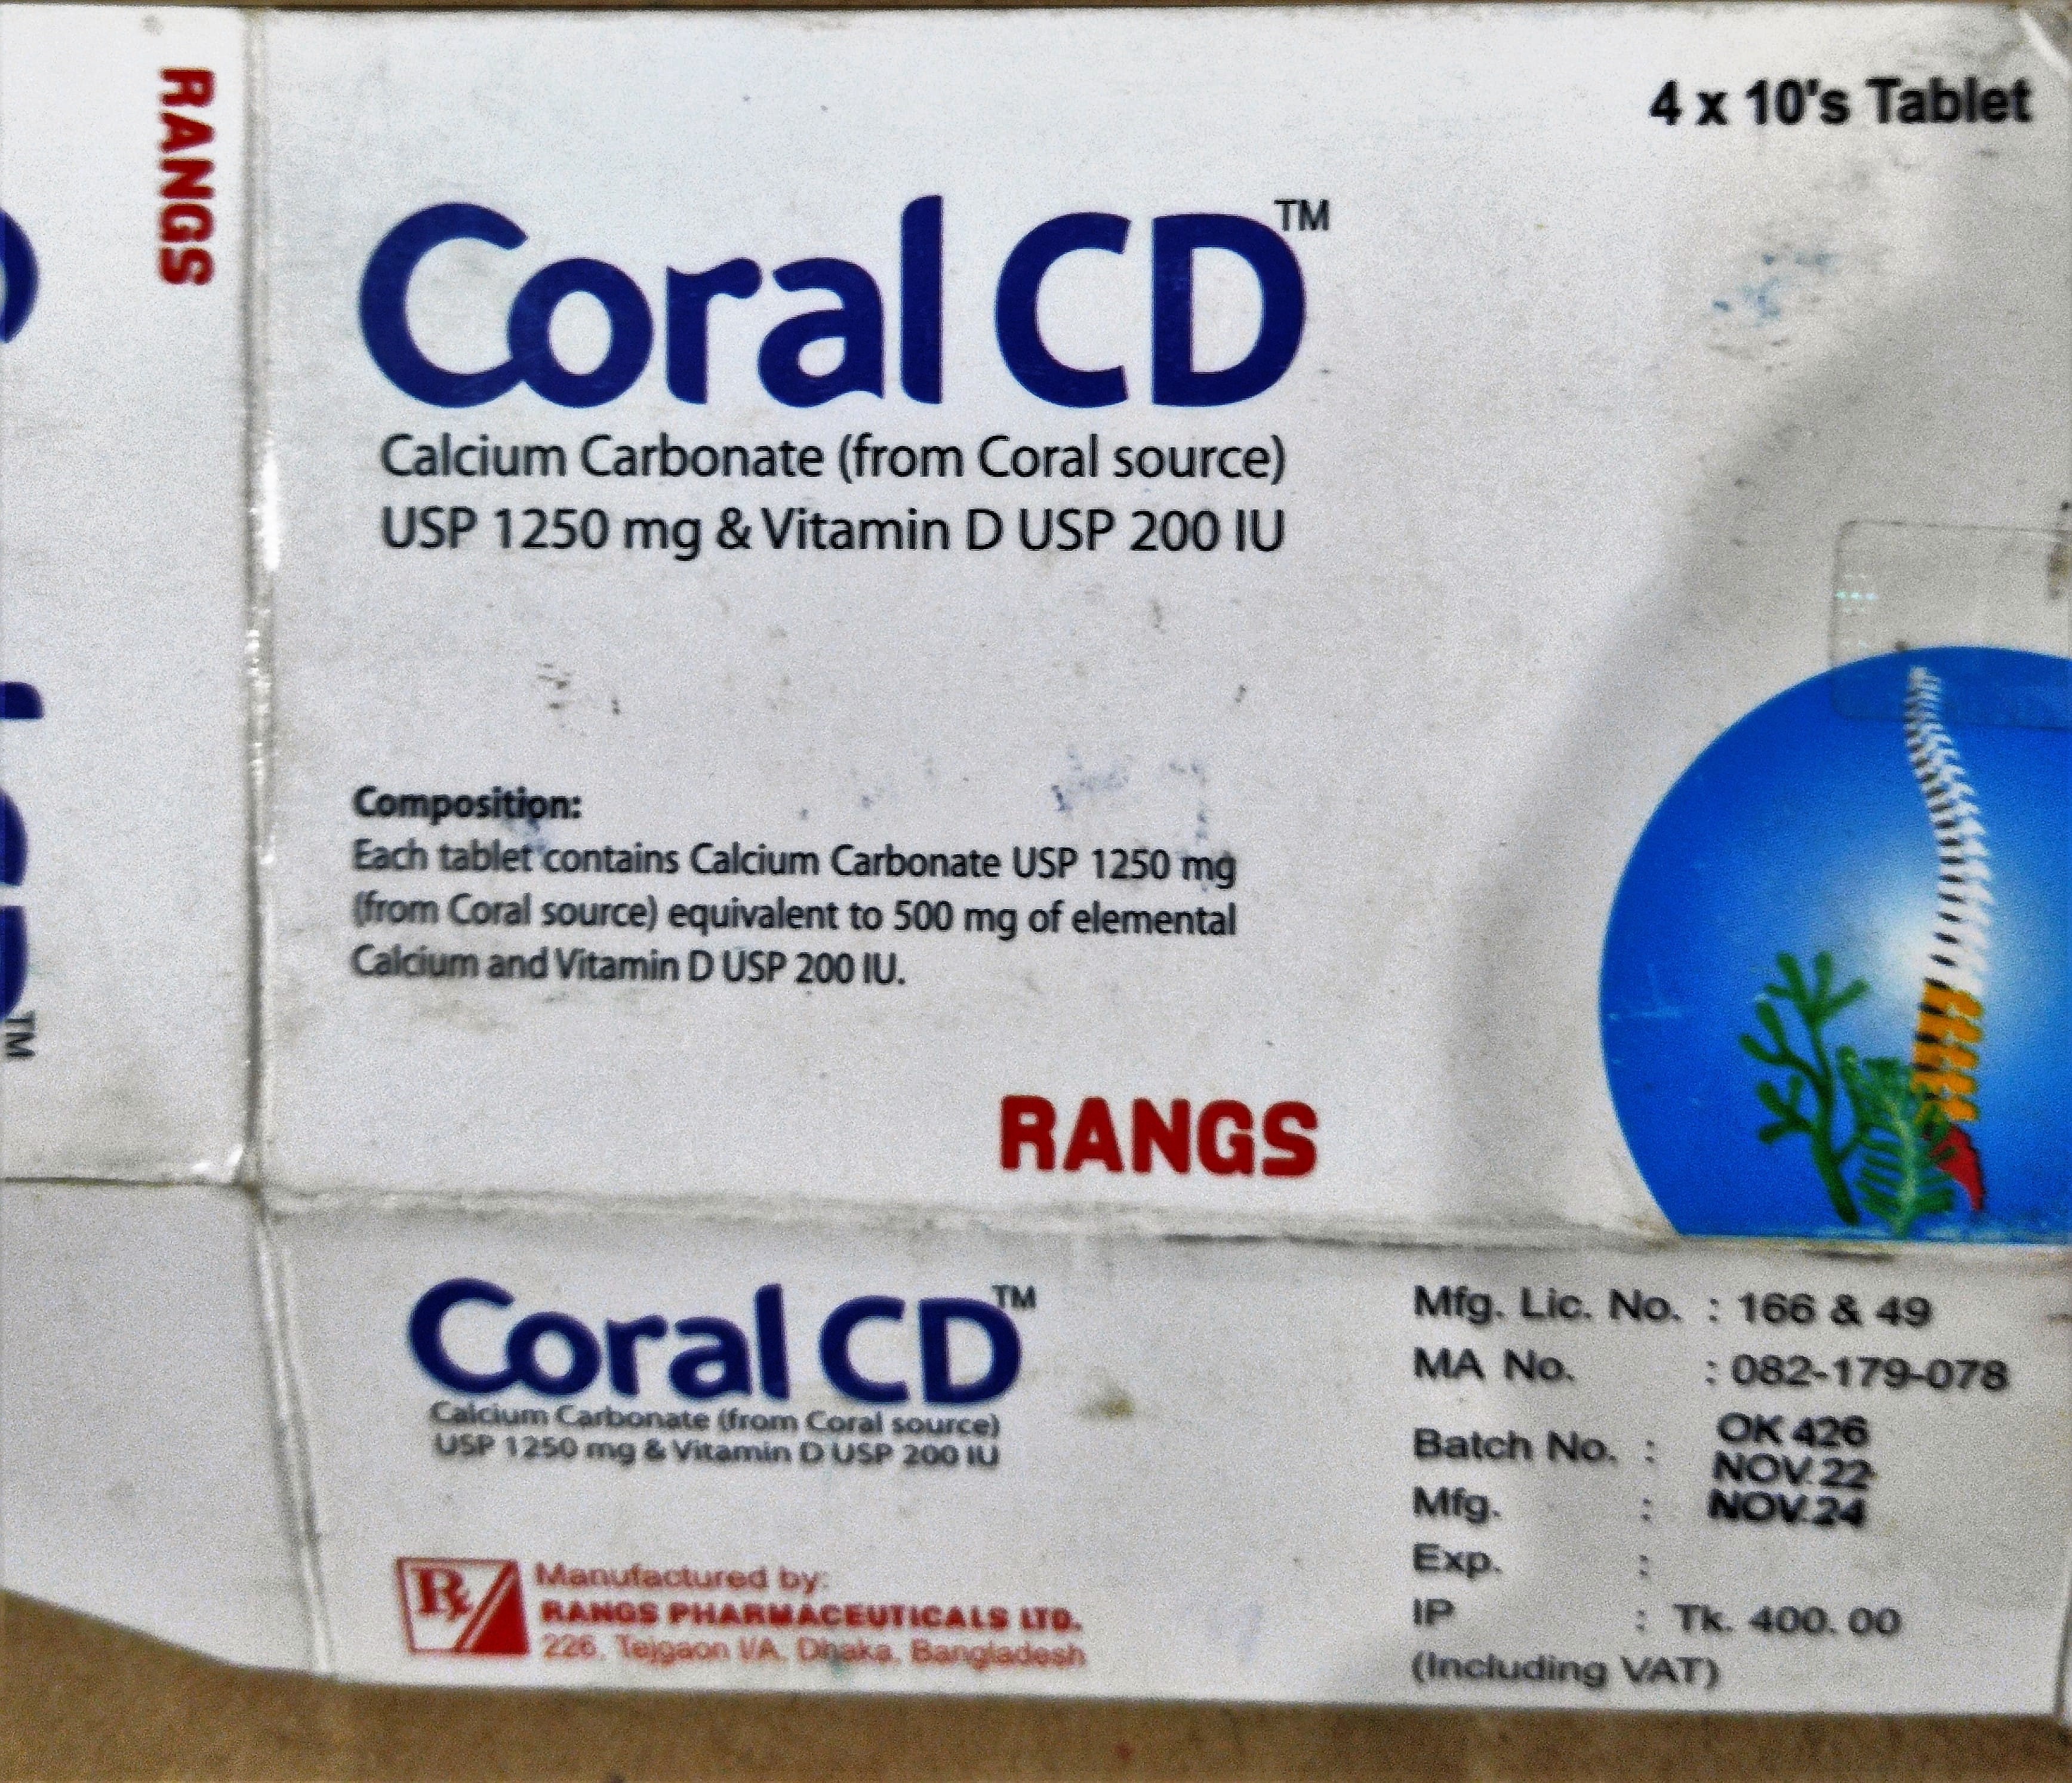 RANGS
4 x 10's Tablet
Coral CD™
Calcium Carbonate (from Coral source)
USP 1250 mg & Vitamin D USP 200 IU
Composition:
Each tablet contains Calcium Carbonate USP 1250 mg
(from Coral source) equivalent to 500 mg of elemental
Calcium and Vitamin D USP 200 IU.
RANGS
TM
Coral CD™
Calcium Carbonate (from Coral source)
USP 1250 mg & Vitamin D USP 200 IU
Rx
Manufactured by:
RANGS PHARMACEUTICALS LTD.
226, Tejgaon I/A, Dhaka, Bangladesh
Mfg. Lic. No. : 166 & 49
MA No. : 082-179-078
Batch No. : OK 426
NOV.22
Mfg. : NOV.24
Exp. :
IP : Tk. 400.00
(Including VAT)